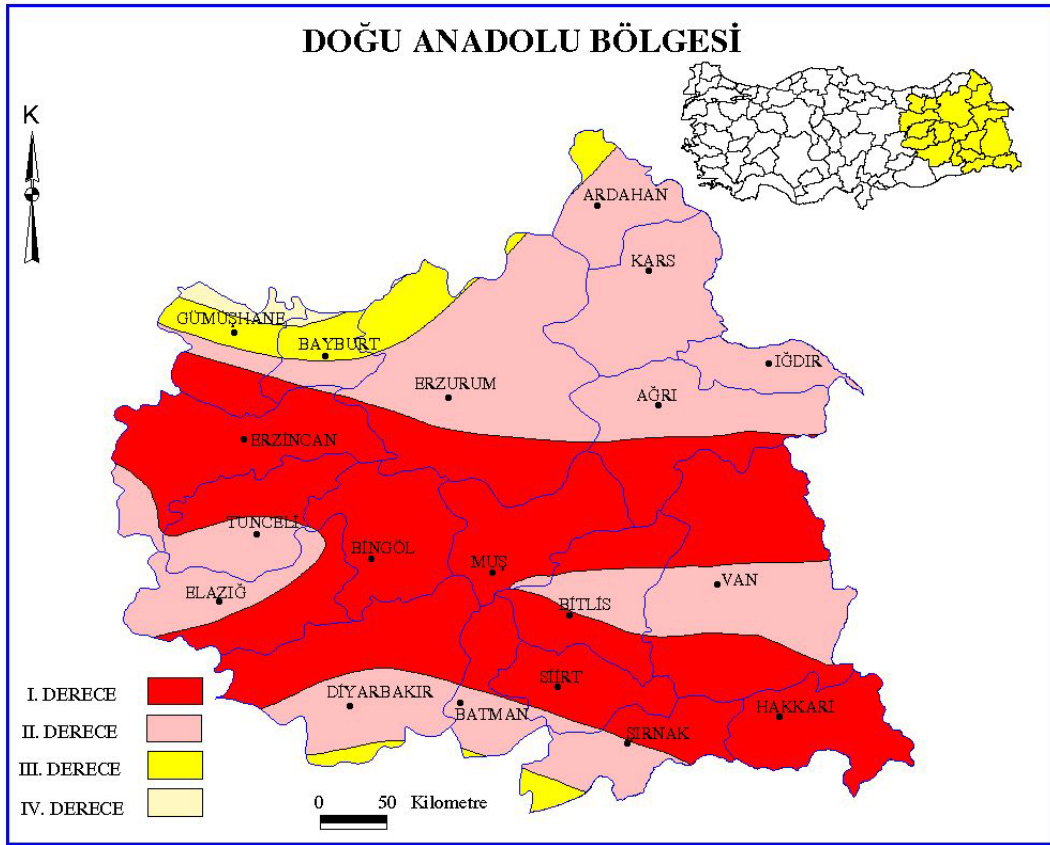 DOĞU ANADOLU BÖLGESİ
K
ARDAHAN
KARS
GÜMÜŞHANE
BAYBURT
IĞDIR
ERZURUM
AĞRI
ERZİNCAN
TUNCELİ
BİNGÖL
MUŞ
VAN
ELAZIĞ
BİTLİS
SİİRT
DİYARBAKIR
BATMAN
HAKKARİ
ŞIRNAK
I. DERECE
II. DERECE
III. DERECE
IV. DERECE
0 50 Kilometre